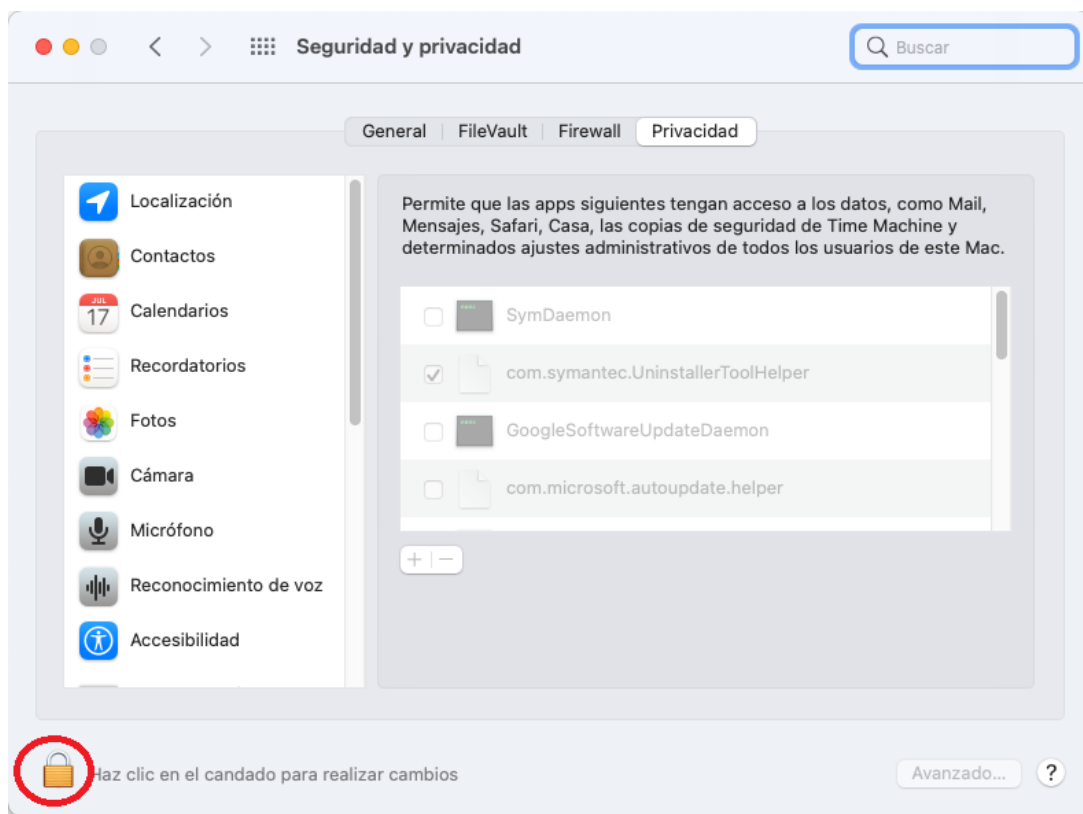 Seguridad y privacidad
Buscar
General
FileVault
Firewall
Privacidad
Localización
Contactos
JUL
17
Calendarios
Recordatorios
Fotos
Cámara
Micrófono
Reconocimiento de voz
Accesibilidad
Permite que las apps siguientes tengan acceso a los datos, como Mail,
Mensajes, Safari, Casa, las copias de seguridad de Time Machine y
determinados ajustes administrativos de todos los usuarios de este Mac.
SymDaemon
com.symantec.UninstallerToolHelper
GoogleSoftwareUpdateDaemon
com.microsoft.autoupdate.helper
+ −
Haz clic en el candado para realizar cambios
Avanzado...
?